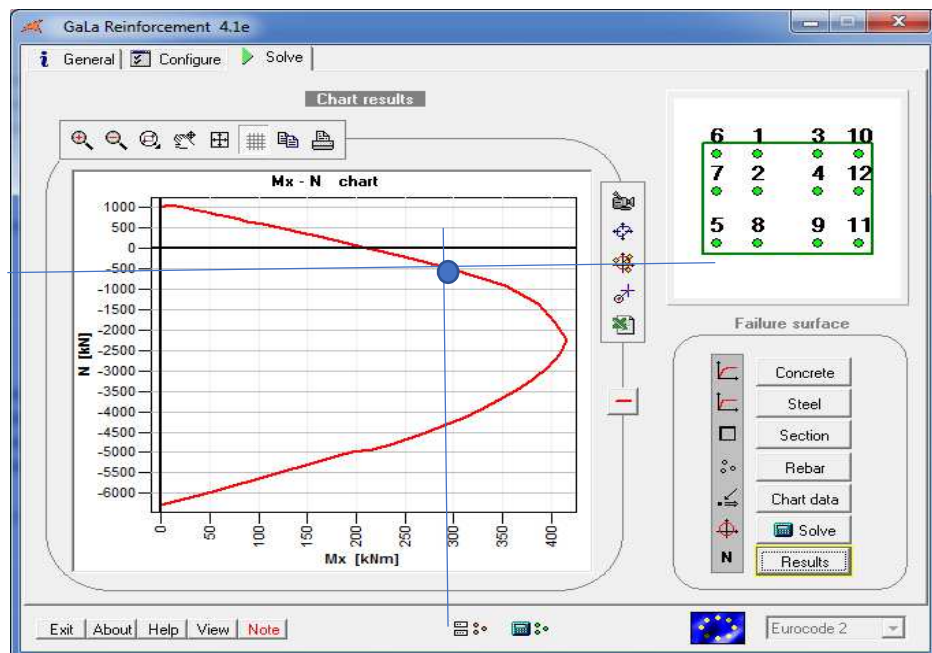 GaLa Reinforcement 4.1e
General Configure Solve
Chart results
Mx - N chart
1000
500
0
-500
-1000
-1500
-2000
-2500
-3000
-3500
-4000
-4500
-5000
-5500
-6000
N [kN]
0 50 100 150 200 250 300 350 400
Mx [kNm]
6 1 3 10
7 2 4 12
5 8 9 11
Failure surface
Concrete
Steel
Section
Rebar
Chart data
Solve
N Results
Exit About Help View Note
Eurocode 2